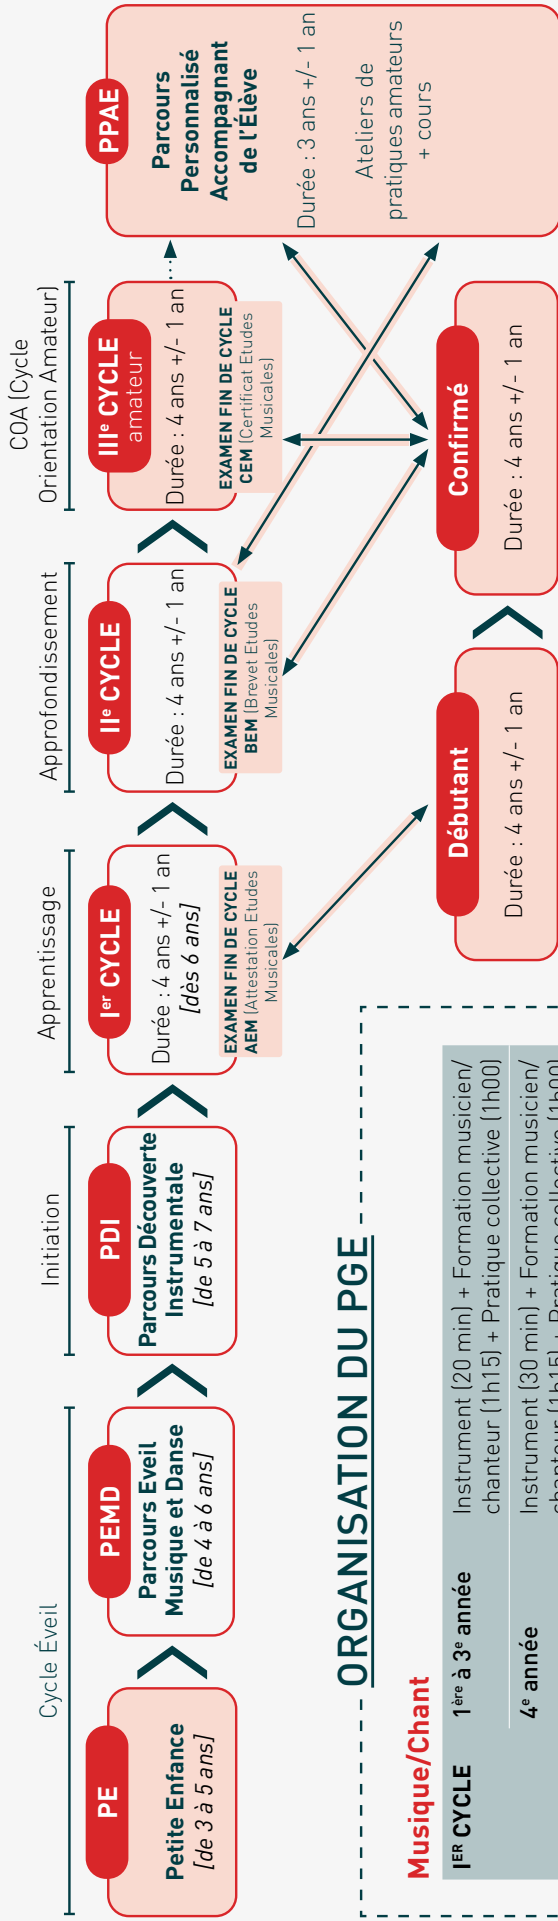 Cycle Éveil
PE
Petite Enfance
[de 3 à 5 ans]
PEMD
Parcours Eveil
Musique et Danse
[de 4 à 6 ans]
Initiation
PDI
Parcours Découverte
Instrumentale
[de 5 à 7 ans]
Apprentissage
Ier CYCLE
Durée : 4 ans +/- 1 an
[dès 6 ans]
EXAMEN FIN DE CYCLE
AEM (Attestation Etudes
Musicales)
Approfondissement
IIe CYCLE
Durée : 4 ans +/- 1 an
EXAMEN FIN DE CYCLE
BEM (Brevet Etudes
Musicales)
COA (Cycle
Orientation Amateur)
IIIe CYCLE
amateur
Durée : 4 ans +/- 1 an
EXAMEN FIN DE CYCLE
CEM (Certificat Etudes
Musicales)
PPAE
Parcours
Personnalisé
Accompagnant
de l'Élève
Durée : 3 ans +/- 1 an
Ateliers de
pratiques amateurs
+ cours
Débutant
Durée : 4 ans +/- 1 an
Confirmé
Durée : 4 ans +/- 1 an
ORGANISATION DU PGE
Musique/Chant
IER CYCLE
1ère à 3e année
Instrument (20 min) + Formation musicien/
chanteur (1h15) + Pratique collective (1h00)
4e année
Instrument (30 min) + Formation musicien/
chanteur (1h15) + Pratique collective (1h00)